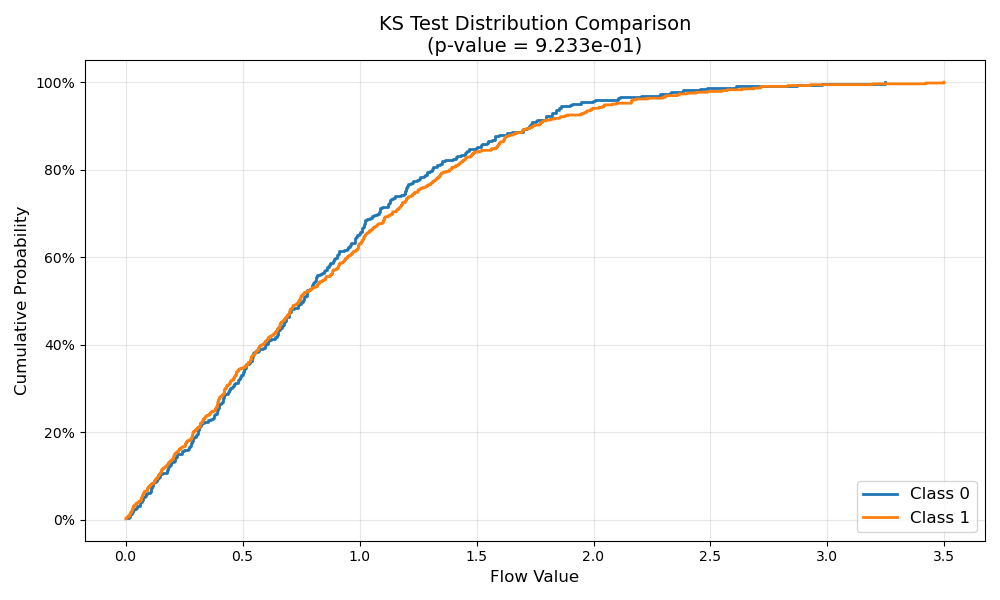 KS Test Distribution Comparison
(p-value = 9.233e-01)
100%
80%
60%
40%
20%
0%
Cumulative Probability
Class 0
Class 1
0.0 0.5 1.0 1.5 2.0 2.5 3.0 3.5
Flow Value